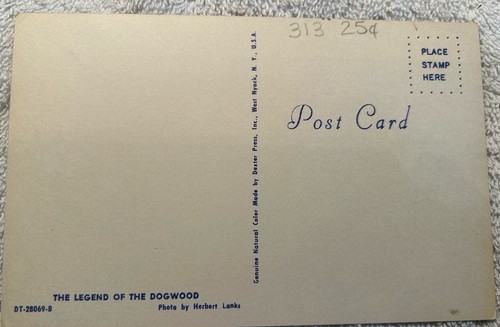 313 25¢
PLACE
STAMP
HERE
Post Card
Genuine Natural Color Made by Dexter Press, Inc., West Nyack, N. Y., U.S.A.
THE LEGEND OF THE DOGWOOD
DT-28069-B Photo by Herbert Lanks